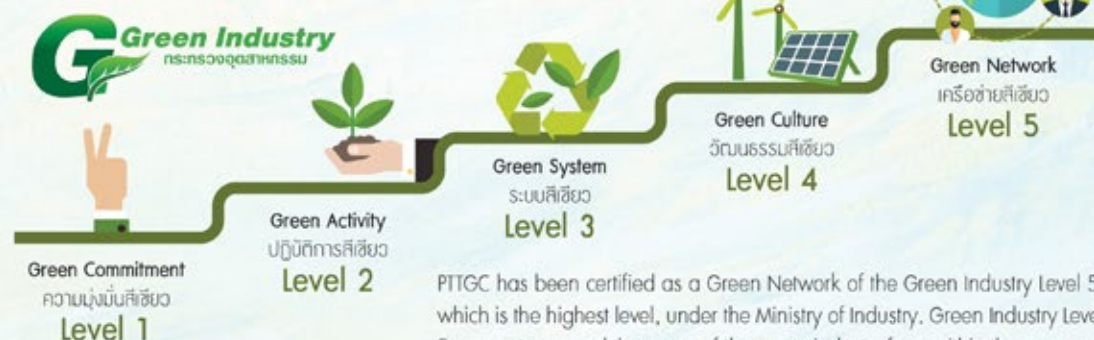 Green Industry
กระทรวงอุตสาหกรรม
Green Commitment
ความมุ่งมั่นสีเขียว
Level 1
Green Activity
ปฏิบัติการสีเขียว
Level 2
Green System
ระบบสีเขียว
Level 3
Green Culture
วัฒนธรรมสีเขียว
Level 4
Green Network
เครือข่ายสีเขียว
Level 5
PTTGC has been certified as a Green Network of the Green Industry Level 5
which is the highest level, under the Ministry of Industry. Green Industry Leve